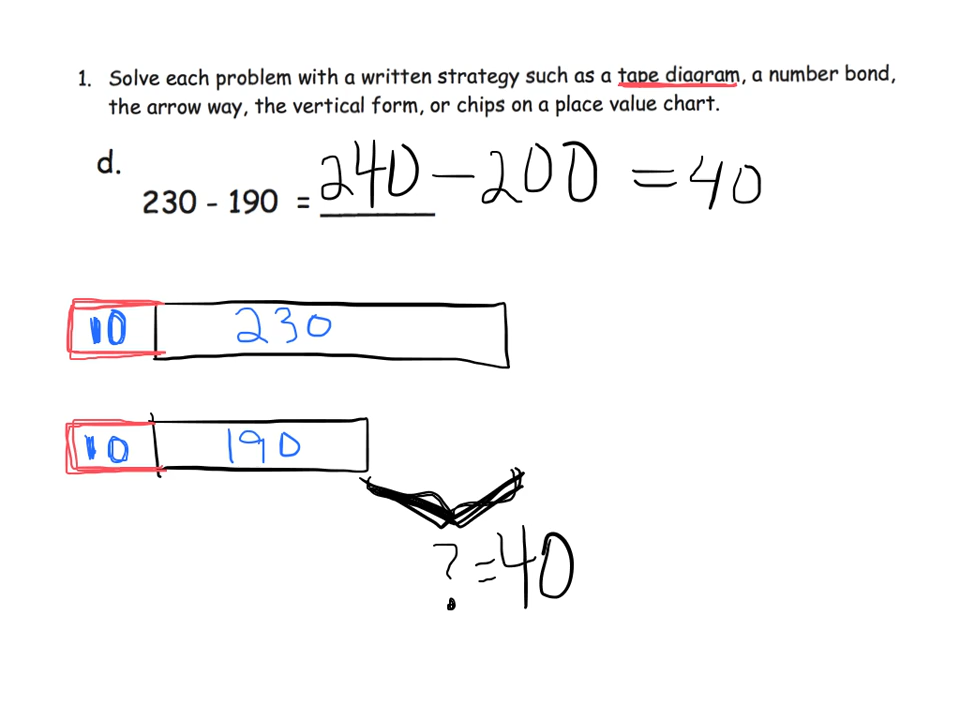 1. Solve each problem with a written strategy such as a tape diagram, a number bond,
the arrow way, the vertical form, or chips on a place value chart.
d.
230 - 190 = 240 - 200 = 40
10 230
10 190
? = 40